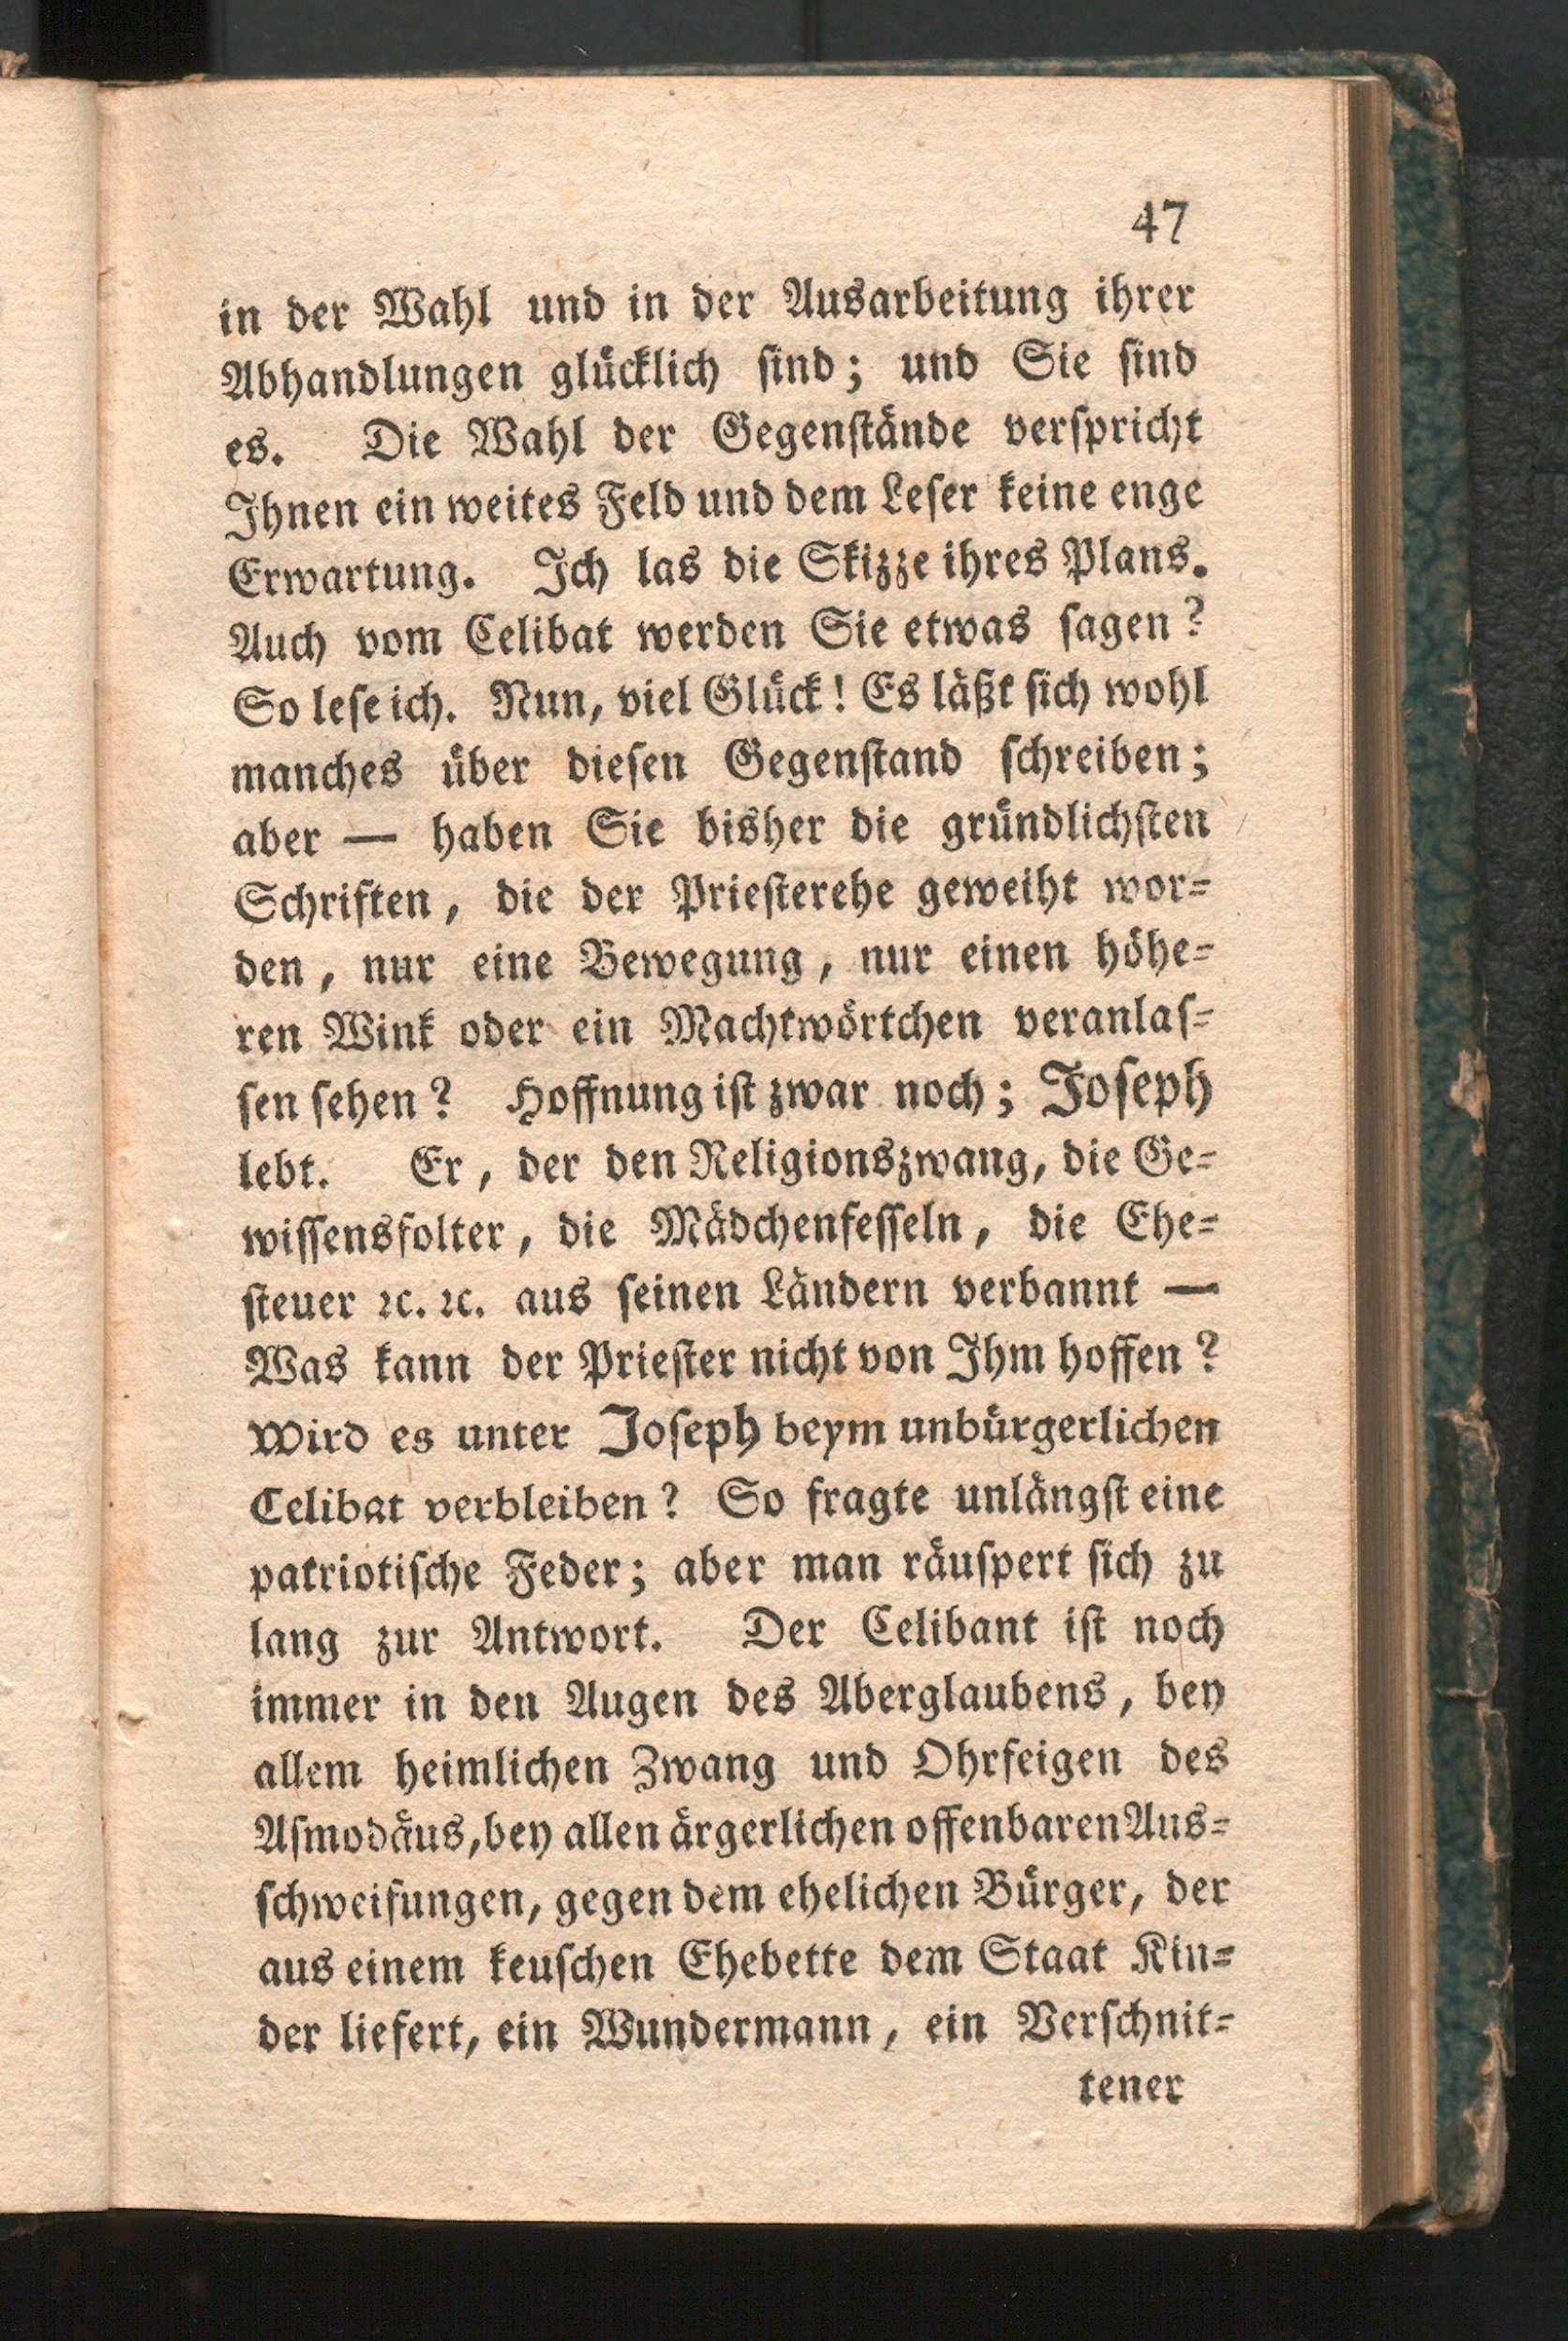 47
in der Wahl und in der Ausarbeitung ihrer
Abhandlungen glücklich ſind; und Sie ſind
es. Die Wahl der Gegenſtände verſpricht
Ihnen ein weites Feld und dem Leſer keine enge
Erwartung. Ich las die Skizze ihres Plans.
Auch vom Celibat werden Sie etwas ſagen?
So leſe ich. Nun, viel Glück! Es läßt ſich wohl
manches über dieſen Gegenſtand ſchreiben;
aber — haben Sie bisher die gründlichſten
Schriften, die der Prieſterehe geweiht wor-
den, nur eine Bewegung, nur einen höhe-
ren Wink oder ein Machtwörtchen veranlaſ-
ſen ſehen? Hoffnung iſt zwar noch; Joſeph
lebt. Er, der den Religionszwang, die Ge-
wiſſensfolter, die Mädchenfeſſeln, die Ehe-
ſteuer ꝛc. ꝛc. aus ſeinen Ländern verbannt —
Was kann der Prieſter nicht von Ihm hoffen?
Wird es unter Joſeph beym unbürgerlichen
Celibat verbleiben? So fragte unlängſt eine
patriotiſche Feder; aber man räuſpert ſich zu
lang zur Antwort. Der Celibant iſt noch
immer in den Augen des Aberglaubens, bey
allem heimlichen Zwang und Ohrfeigen des
Aſmodäus, bey allen ärgerlichen offenbaren Aus-
ſchweifungen, gegen dem ehelichen Bürger, der
aus einem keuſchen Ehebette dem Staat Kin-
der liefert, ein Wundermann, ein Verſchnit-
tener